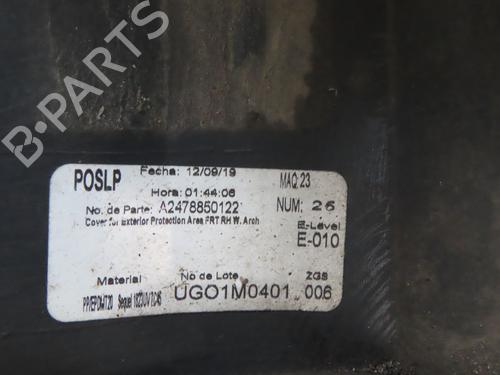 B-PARTS
POSLP Fecha: 12/09/19 MAQ.23
Hora: 01:44:06
No. de Parte: A2478850122 NUM: 26
Cover for Exterior Protection Area FRT RH W. Arch
E-Level
E-010
Material No de Lote ZGS
UGO1M0401 006